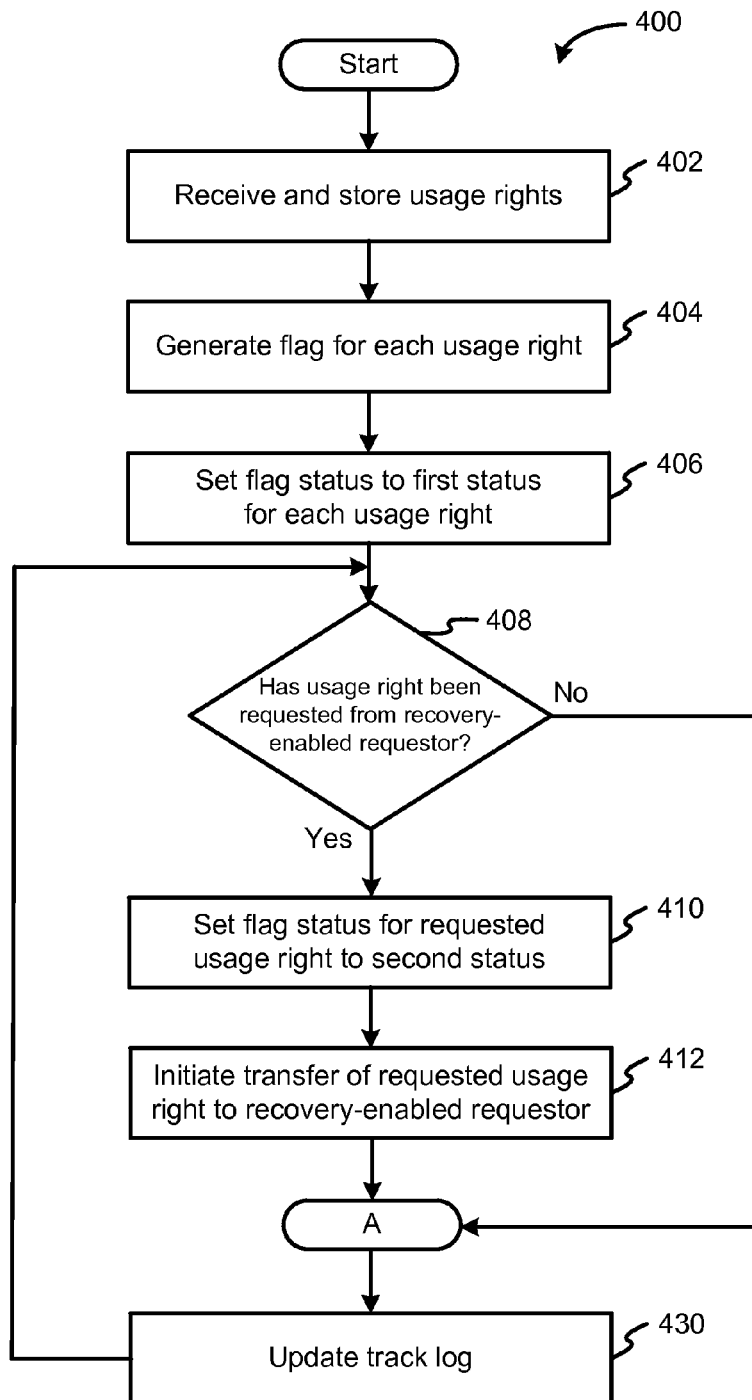 400
Start
Receive and store usage rights
402
Generate flag for each usage right
404
Set flag status to first status
for each usage right
406
408
Has usage right been
requested from recovery-
enabled requestor?
No
Yes
Set flag status for requested
usage right to second status
410
Initiate transfer of requested usage
right to recovery-enabled requestor
412
A
Update track log
430